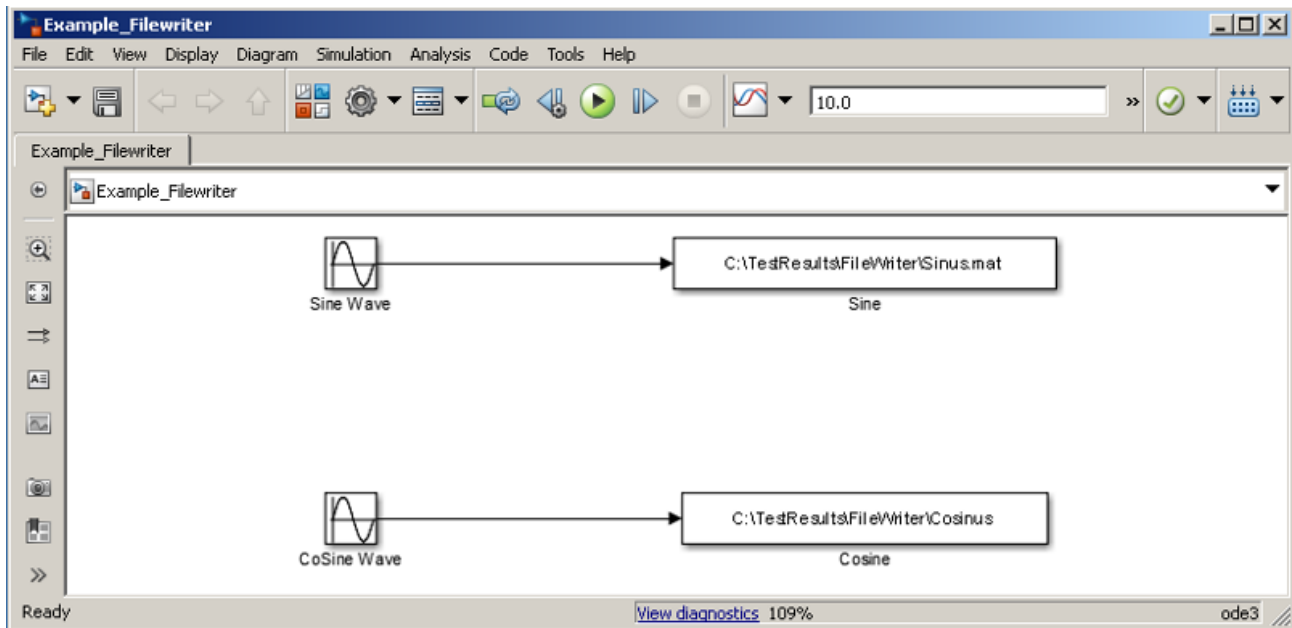 Example_Filewriter
File Edit View Display Diagram Simulation Analysis Code Tools Help
10.0
Example_Filewriter
Example_Filewriter
C:\TestResults\FileWriter\Sinus.mat
Sine Wave
Sine
C:\TestResults\FileWriter\Cosinus
CoSine Wave
Cosine
Ready View diagnostics 109% ode3